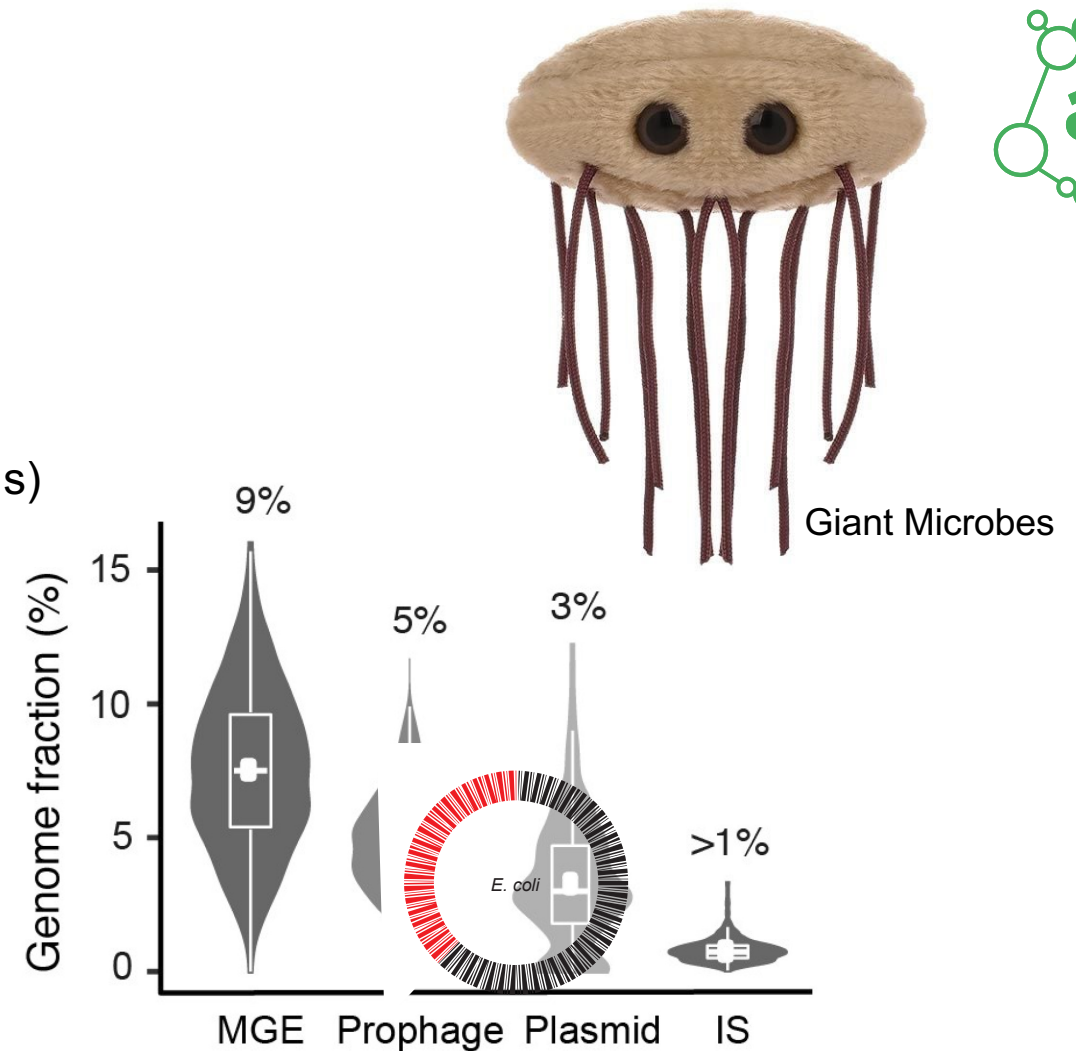 Giant Microbes
s)
9%
5%
3%
>1%
Genome fraction (%)
15
10
5
0
E. coli
MGE Prophage Plasmid IS